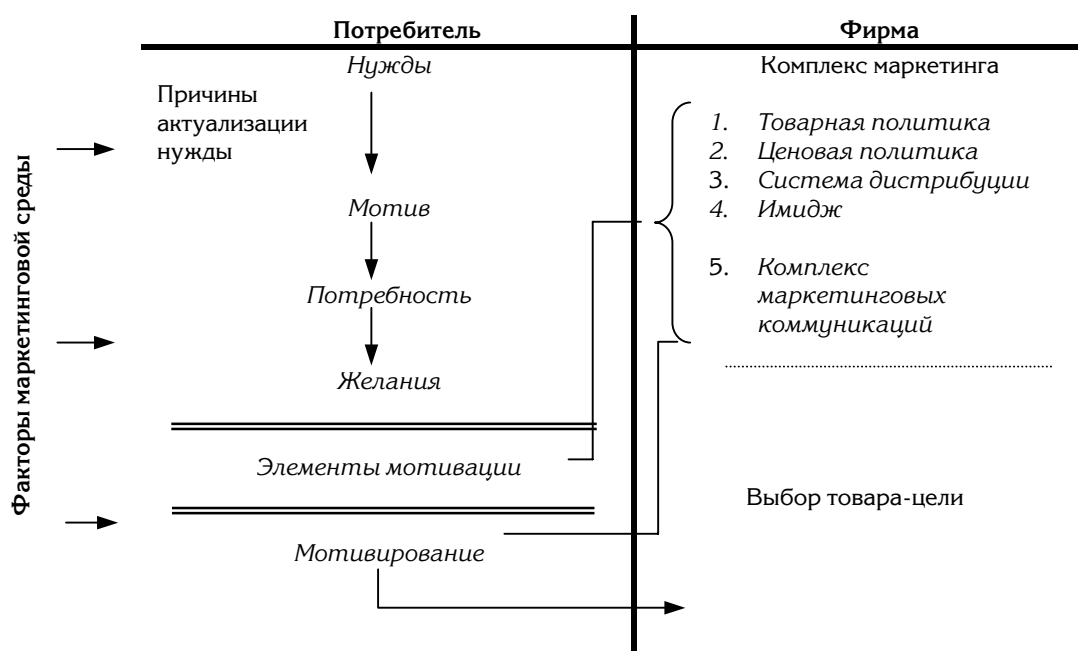 Потребитель
Фирма
Факторы маркетинговой среды
Нужды
Причины
актуализации
нужды
Мотив
Потребность
Желания
Элементы мотивации
Мотивирование
Комплекс маркетинга
1. Товарная политика
2. Ценовая политика
3. Система дистрибуции
4. Имидж
5. Комплекс
маркетинговых
коммуникаций
Выбор товара-цели